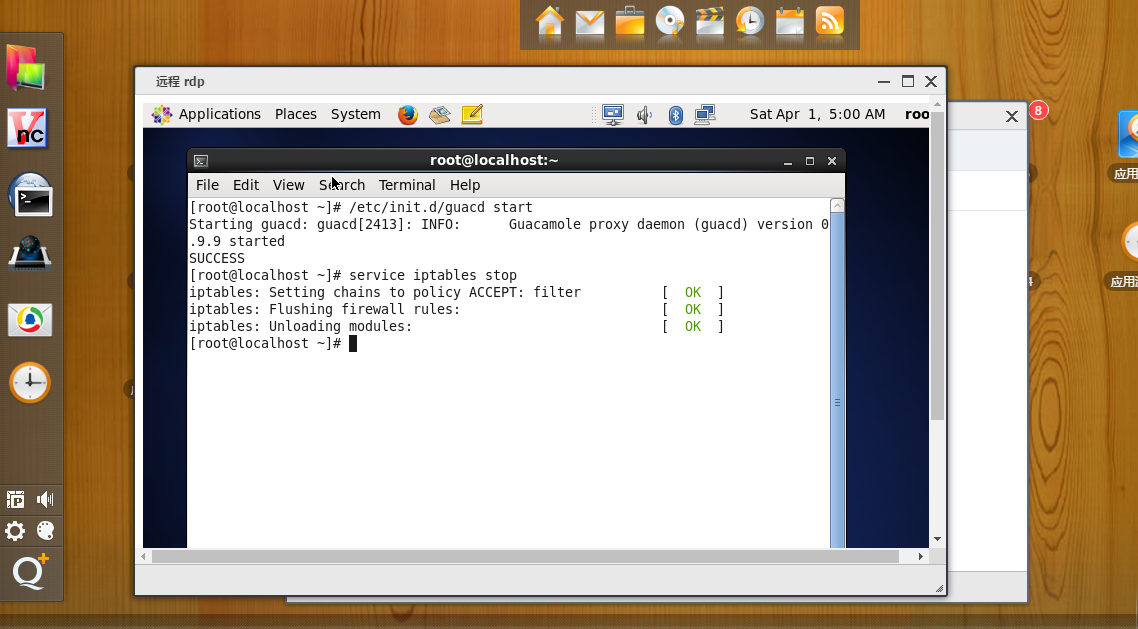 远程 rdp
Applications Places System Sat Apr 1, 5:00 AM roo
8
nc
root@localhost:~
应用
File Edit View Search Terminal Help
[root@localhost ~]# /etc/init.d/guacd start
Starting guacd: guacd[2413]: INFO: Guacamole proxy daemon (guacd) version 0
.9.9 started
SUCCESS
[root@localhost ~]# service iptables stop
应用
iptables: Setting chains to policy ACCEPT: filter [ OK ]
iptables: Flushing firewall rules: [ OK ]
iptables: Unloading modules: [ OK ]
[root@localhost ~]#